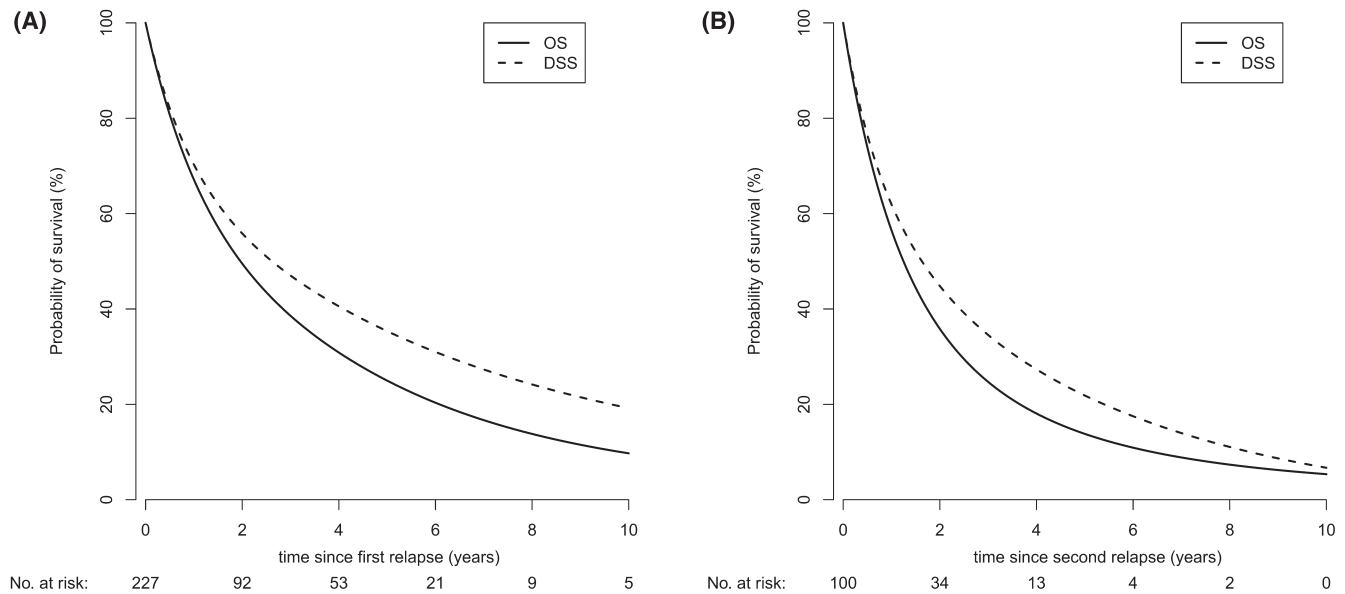 (A)
OS
DSS
Probability of survival (%)
100
80
60
40
20
0
0 2 4 6 8 10
time since first relapse (years)
No. at risk: 227 92 53 21 9 5
(B)
OS
DSS
Probability of survival (%)
100
80
60
40
20
0
0 2 4 6 8 10
time since second relapse (years)
No. at risk: 100 34 13 4 2 0